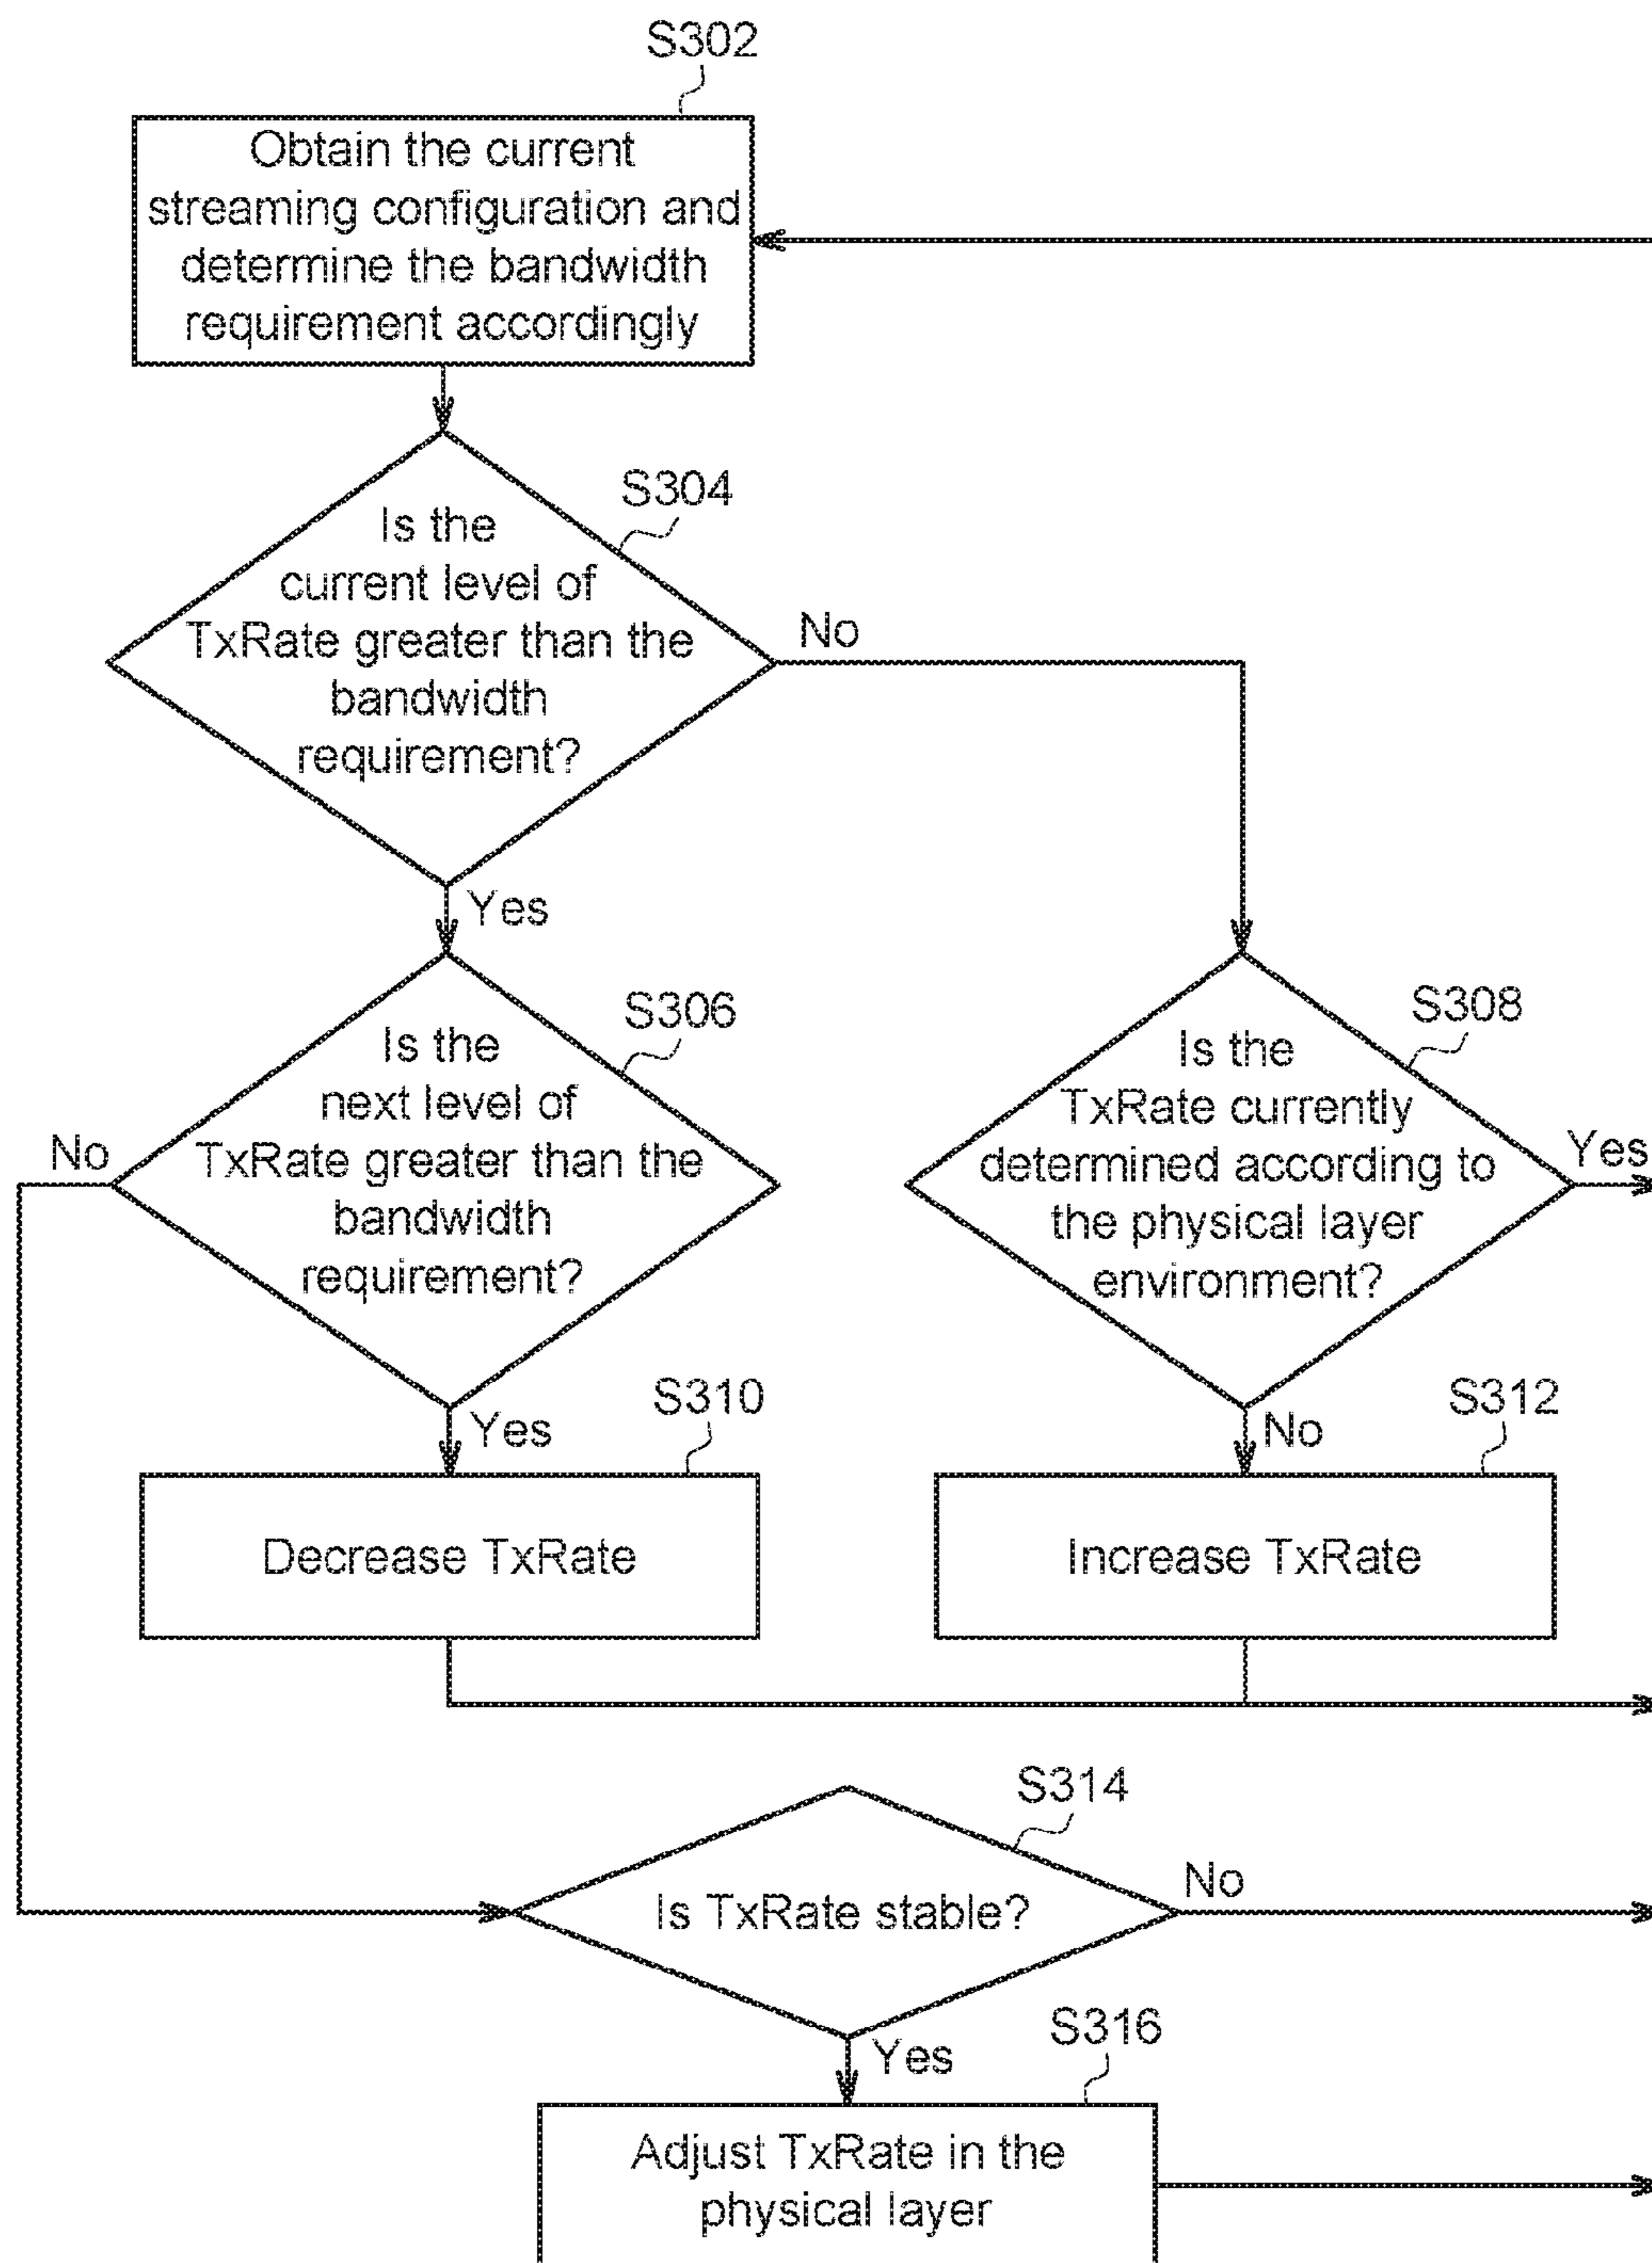 S302
Obtain the current
streaming configuration and
determine the bandwidth
requirement accordingly
S304
Is the
current level of
TxRate greater than the
bandwidth
requirement?
No
Yes
S306
Is the
next level of
TxRate greater than the
bandwidth
requirement?
No
S308
Is the
TxRate currently
determined according to
the physical layer
environment?
Yes
S310
Yes
Decrease TxRate
S312
No
Increase TxRate
S314
Is TxRate stable?
No
Yes
S316
Adjust TxRate in the
physical layer